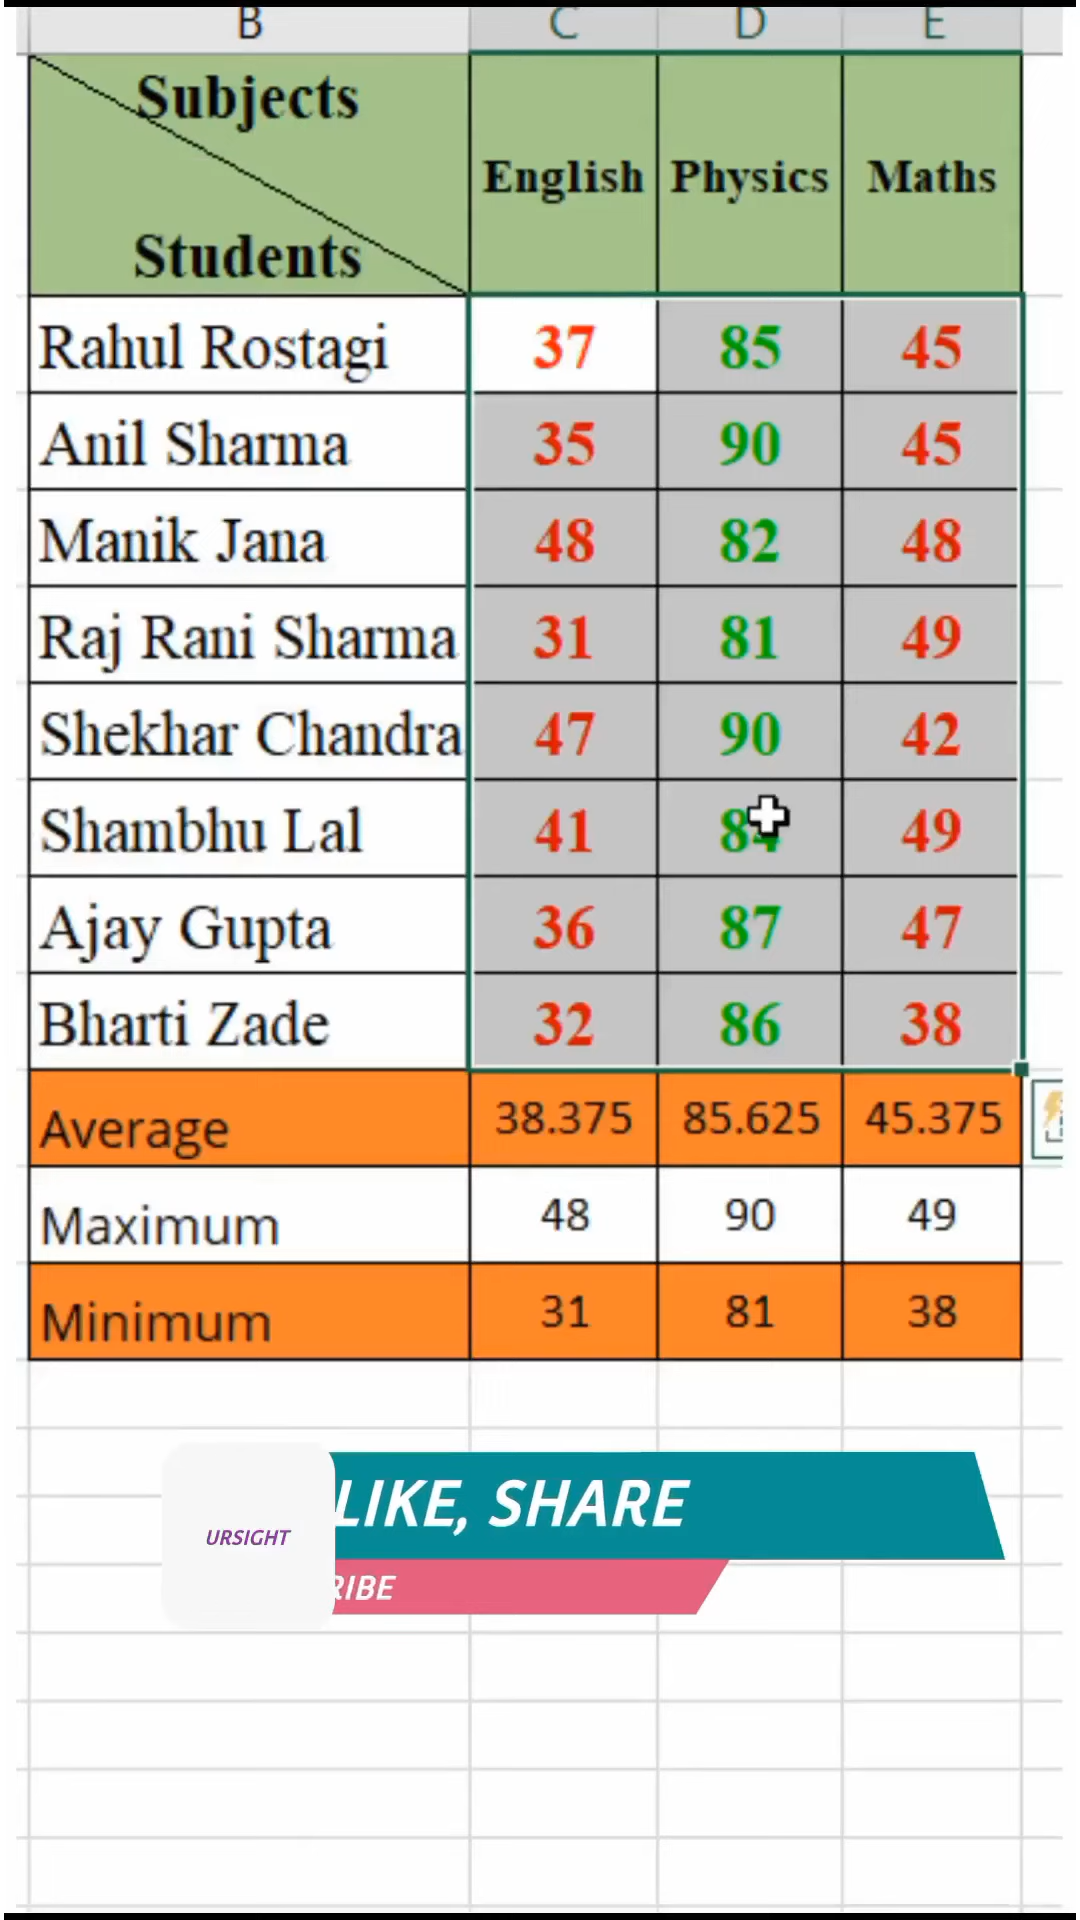 B C D E
Subjects
Students
English Physics Maths
Rahul Rostagi 37 85 45
Anil Sharma 35 90 45
Manik Jana 48 82 48
Raj Rani Sharma 31 81 49
Shekhar Chandra 47 90 42
Shambhu Lal 41 84 49
Ajay Gupta 36 87 47
Bharti Zade 32 86 38
Average 38.375 85.625 45.375
Maximum 48 90 49
Minimum 31 81 38
LIKE, SHARE
URSIGHT
RIBE